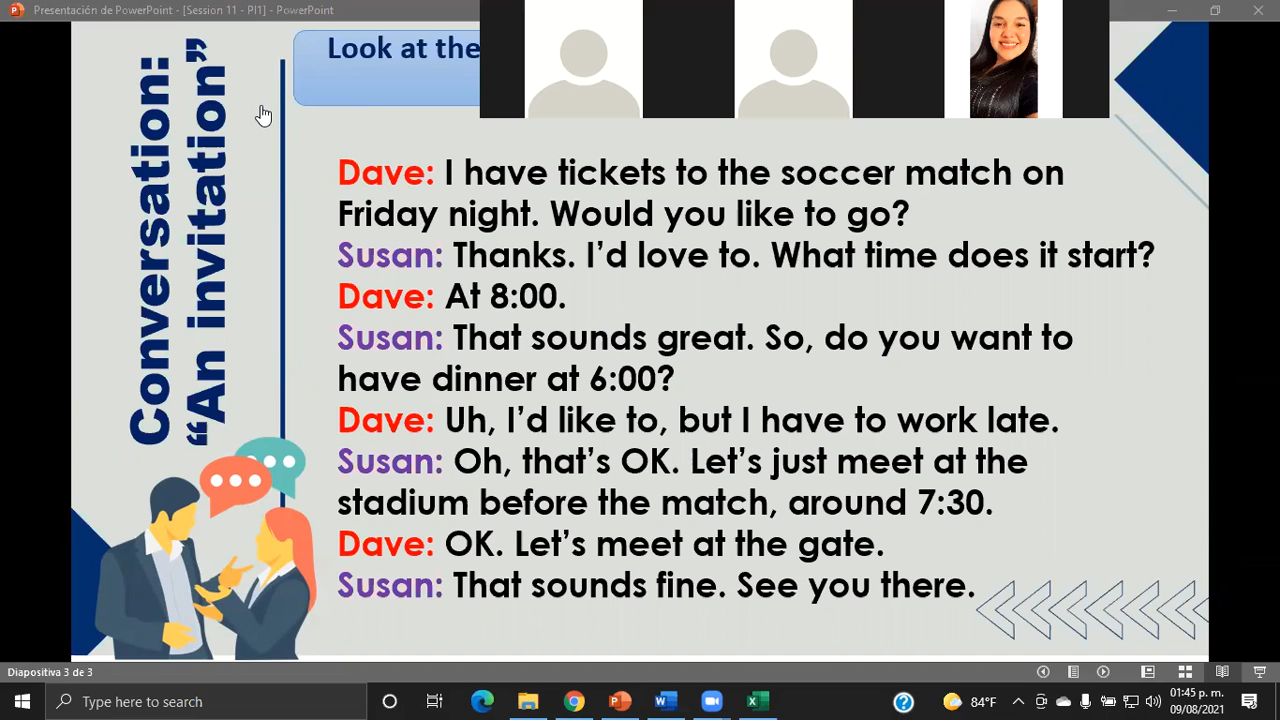 Presentación de PowerPoint - [Session 11 - PI1] - PowerPoint
Conversation:
“An invitation”
Look at the
Dave: I have tickets to the soccer match on
Friday night. Would you like to go?
Susan: Thanks. I’d love to. What time does it start?
Dave: At 8:00.
Susan: That sounds great. So, do you want to
have dinner at 6:00?
Dave: Uh, I’d like to, but I have to work late.
Susan: Oh, that’s OK. Let’s just meet at the
stadium before the match, around 7:30.
Dave: OK. Let’s meet at the gate.
Susan: That sounds fine. See you there.
Diapositiva 3 de 3
Type here to search
84°F
01:45 p. m.
09/08/2021